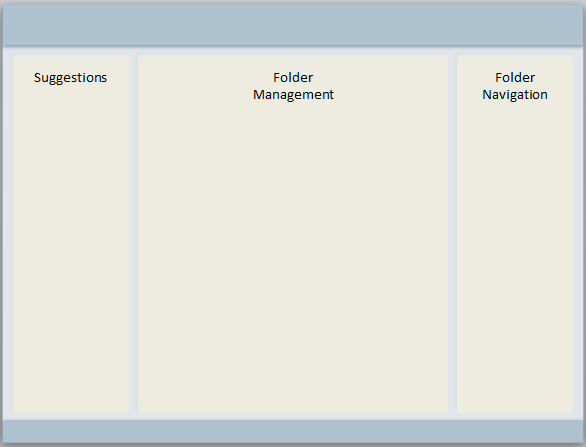 Suggestions
Folder
Management
Folder
Navigation